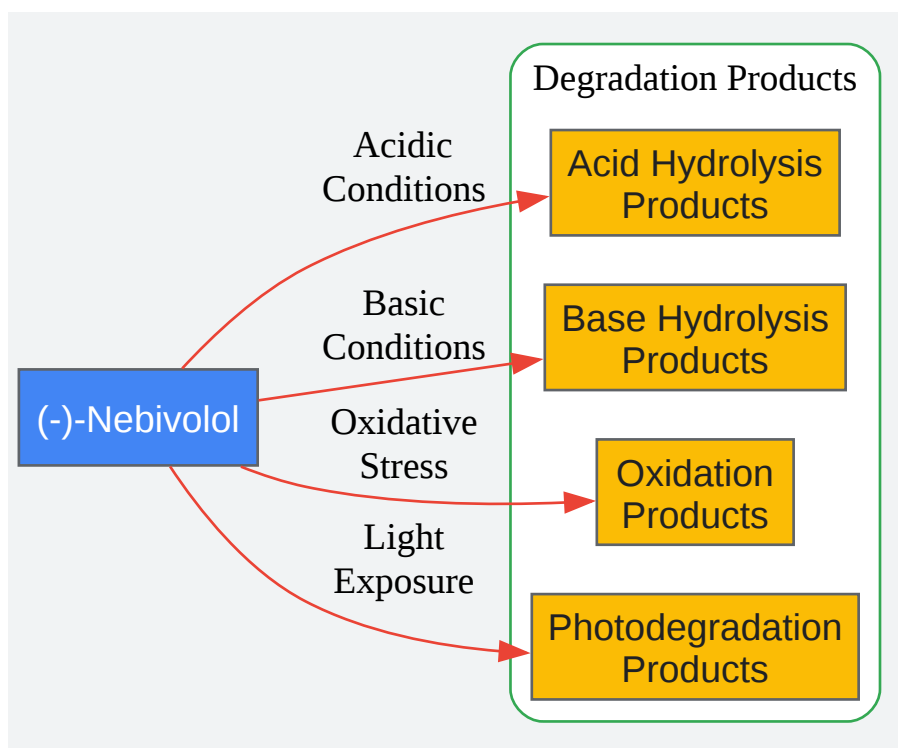 Degradation Products
Acidic
Conditions
Acid Hydrolysis
Products
Basic
Conditions
Base Hydrolysis
Products
(-)-Nebivolol
Oxidative
Stress
Oxidation
Products
Light
Exposure
Photodegradation
Products